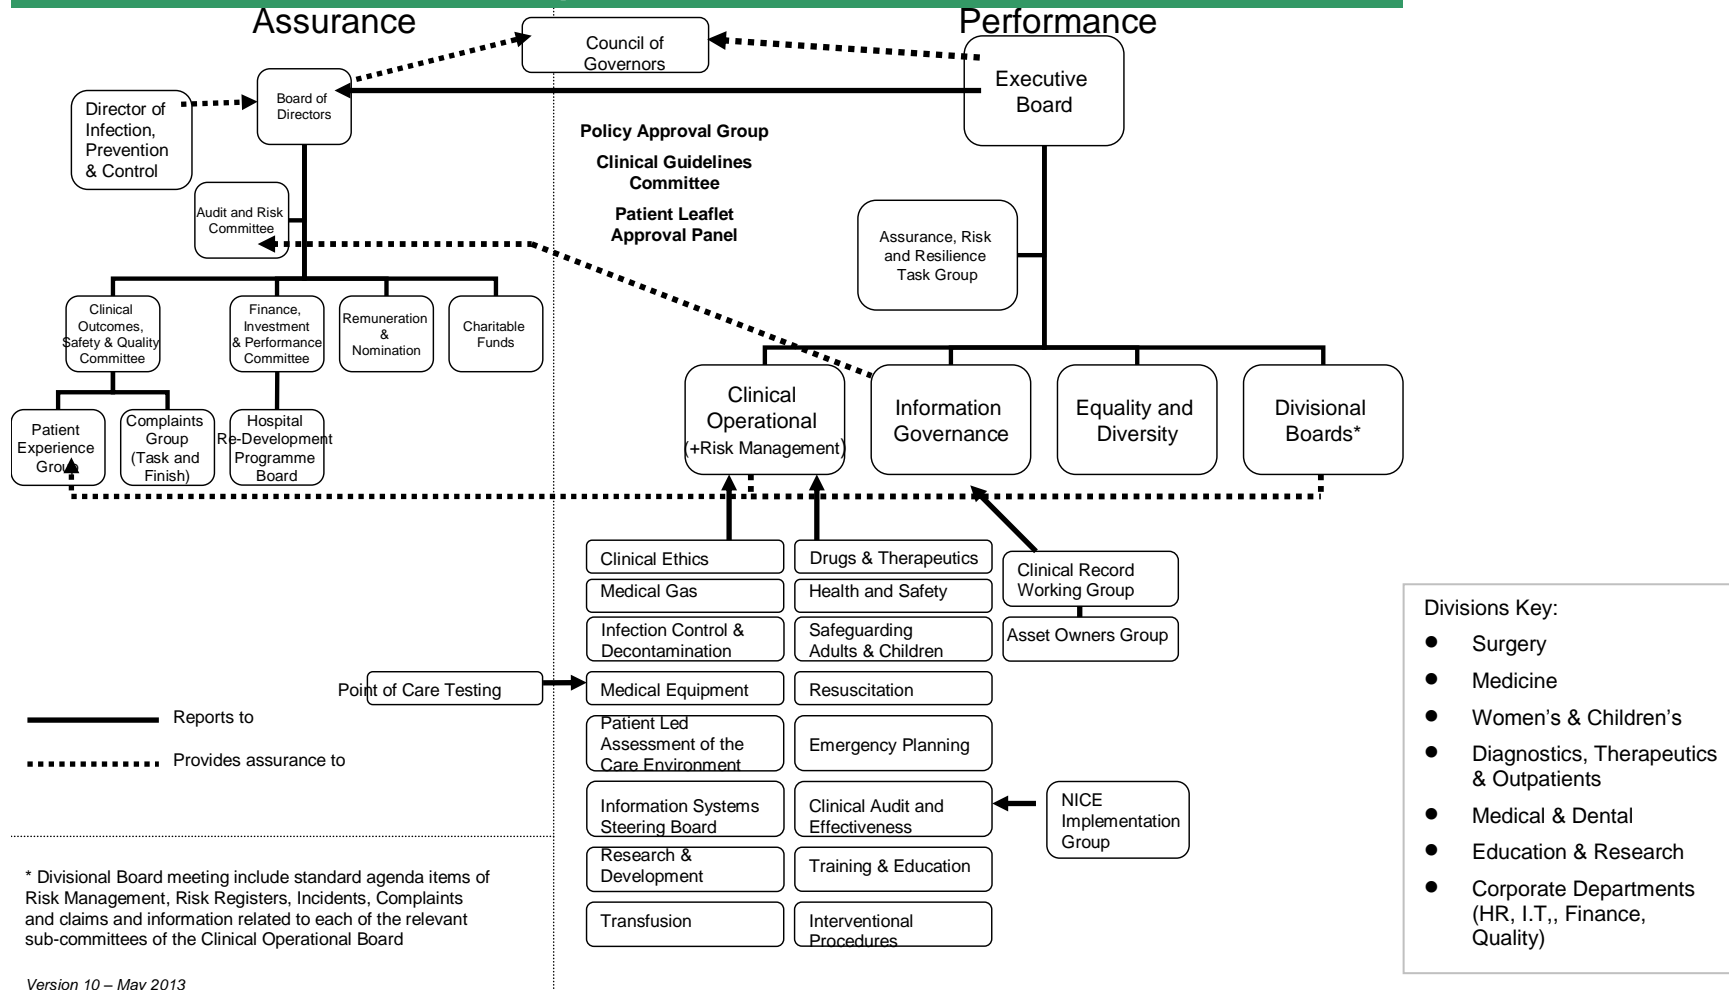 Assurance
Performance
Council of
Governors
Executive
Board
Board of
Directors
Director of
Infection,
Prevention
& Control
Policy Approval Group
Clinical Guidelines
Committee
Patient Leaflet
Approval Panel
Audit and Risk
Committee
Assurance, Risk
and Resilience
Task Group
Clinical
Outcomes,
Safety & Quality
Committee
Finance,
Investment
& Performance
Committee
Remuneration
&
Nomination
Charitable
Funds
Patient
Experience
Group
Complaints
Group
(Task and
Finish)
Hospital
Re-Development
Programme
Board
Clinical
Operational
(+Risk Management)
Information
Governance
Equality and
Diversity
Divisional
Boards*
Clinical Ethics
Medical Gas
Infection Control &
Decontamination
Medical Equipment
Patient Led
Assessment of the
Care Environment
Information Systems
Steering Board
Research &
Development
Transfusion
Drugs & Therapeutics
Health and Safety
Safeguarding
Adults & Children
Resuscitation
Emergency Planning
Clinical Audit and
Effectiveness
Training & Education
Interventional
Procedures
Clinical Record
Working Group
Asset Owners Group
Point of Care Testing
NICE
Implementation
Group
Reports to
Provides assurance to
* Divisional Board meeting include standard agenda items of
Risk Management, Risk Registers, Incidents, Complaints
and claims and information related to each of the relevant
sub-committees of the Clinical Operational Board
Version 10 – May 2013
Divisions Key:
● Surgery
● Medicine
● Women’s & Children’s
● Diagnostics, Therapeutics
& Outpatients
● Medical & Dental
● Education & Research
● Corporate Departments
(HR, I.T,, Finance,
Quality)